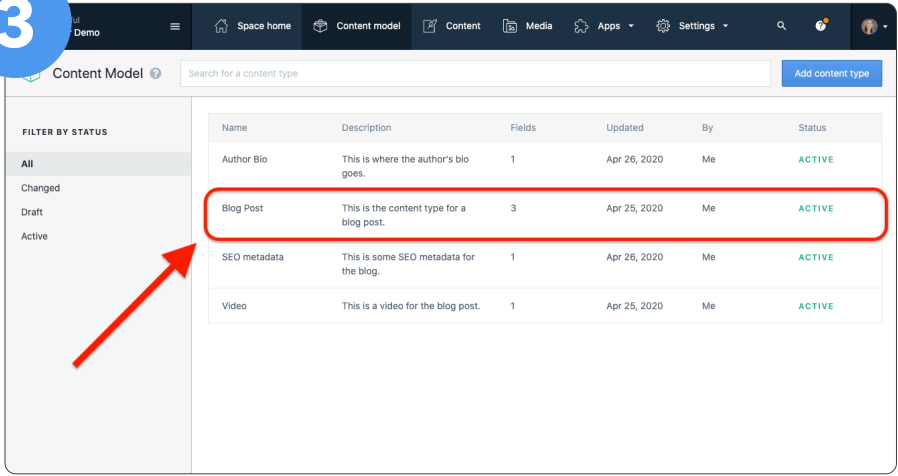 3
Demo
Space home
Content model
Content
Media
Apps
Settings
?
Content Model ?
Search for a content type
Add content type
FILTER BY STATUS
All
Changed
Draft
Active
Name Description Fields Updated By Status
Author Bio This is where the author's bio 1 Apr 26, 2020 Me ACTIVE
goes.
Blog Post This is the content type for a 3 Apr 25, 2020 Me ACTIVE
blog post.
SEO metadata This is some SEO metadata for 1 Apr 26, 2020 Me ACTIVE
the blog.
Video This is a video for the blog post. 1 Apr 25, 2020 Me ACTIVE